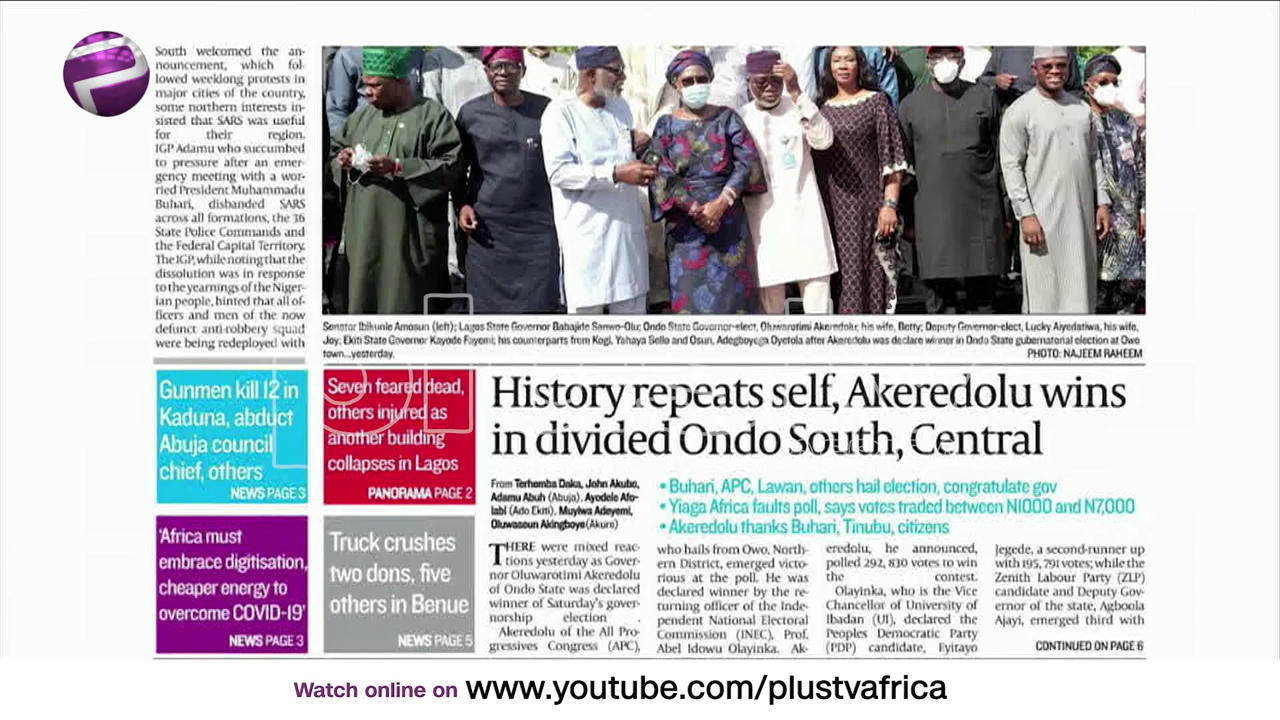 South welcomed the an-
nouncement, which fol-
lowed weeklong protests in
major cities of the country,
some northern interests in-
sisted that SARS was useful
for their region.
IGP Adamu who succumbed
to pressure after an emer-
gency meeting with a wor-
ried President Muhammadu
Buhari, disbanded SARS
across all formations, the 36
State Police Commands and
the Federal Capital Territory.
The IGP, while noting that the
dissolution was in response
to the yearnings of the Niger-
ian people, hinted that all of-
ficers and men of the now
defunct anti-robbery squad
were being redeployed with
Senator Ibikunle Amosun (left); Lagos State Governor Babajide Sanwo-Olu; Ondo State Governor-elect, Oluwarotimi Akeredolu; his wife, Betty; Deputy Governor-elect, Lucky Aiyedatiwa, his wife,
Joy; Ekiti State Governor Kayode Fayemi; his counterparts from Kogi, Yahaya Bello and Osun, Adegboyega Oyetola after Akeredolu was declare winner in Ondo State gubernatorial election at Owo
town...yesterday.
PHOTO: NAJEEM RAHEEM
Gunmen kill 12 in
Kaduna, abduct
Abuja council
chief, others
NEWS PAGE 3
Seven feared dead,
others injured as
another building
collapses in Lagos
PANORAMA PAGE 2
'Africa must
embrace digitisation,
cheaper energy to
overcome COVID-19'
NEWS PAGE 3
Truck crushes
two dons, five
others in Benue
NEWS PAGE 5
History repeats self, Akeredolu wins
in divided Ondo South, Central
From Terhemba Daka, John Akubo,
Adamu Abuh (Abuja), Ayodele Afo-
labi (Ado Ekiti), Muyiwa Adeyemi,
Oluwaseun Akingboye (Akure)
• Buhari, APC, Lawan, others hail election, congratulate gov
• Yiaga Africa faults poll, says votes traded between N1000 and N7,000
• Akeredolu thanks Buhari, Tinubu, citizens
THERE were mixed reac-
tions yesterday as Gover-
nor Oluwarotimi Akeredolu
of Ondo State was declared
winner of Saturday's gover-
norship election .
Akeredolu of the All Pro-
gressives Congress (APC),
who hails from Owo, North-
ern District, emerged victo-
rious at the poll. He was
declared winner by the re-
turning officer of the Inde-
pendent National Electoral
Commission (INEC), Prof.
Abel Idowu Olayinka. Ak-
eredolu, he announced,
polled 292, 830 votes to win
the contest.
Olayinka, who is the Vice
Chancellor of University of
Ibadan (UI), declared the
Peoples Democratic Party
(PDP) candidate, Eyitayo
Jegede, a second-runner up
with 195, 791 votes; while the
Zenith Labour Party (ZLP)
candidate and Deputy Gov-
ernor of the state, Agboola
Ajayi, emerged third with
CONTINUED ON PAGE 6
Watch online on www.youtube.com/plustvafrica